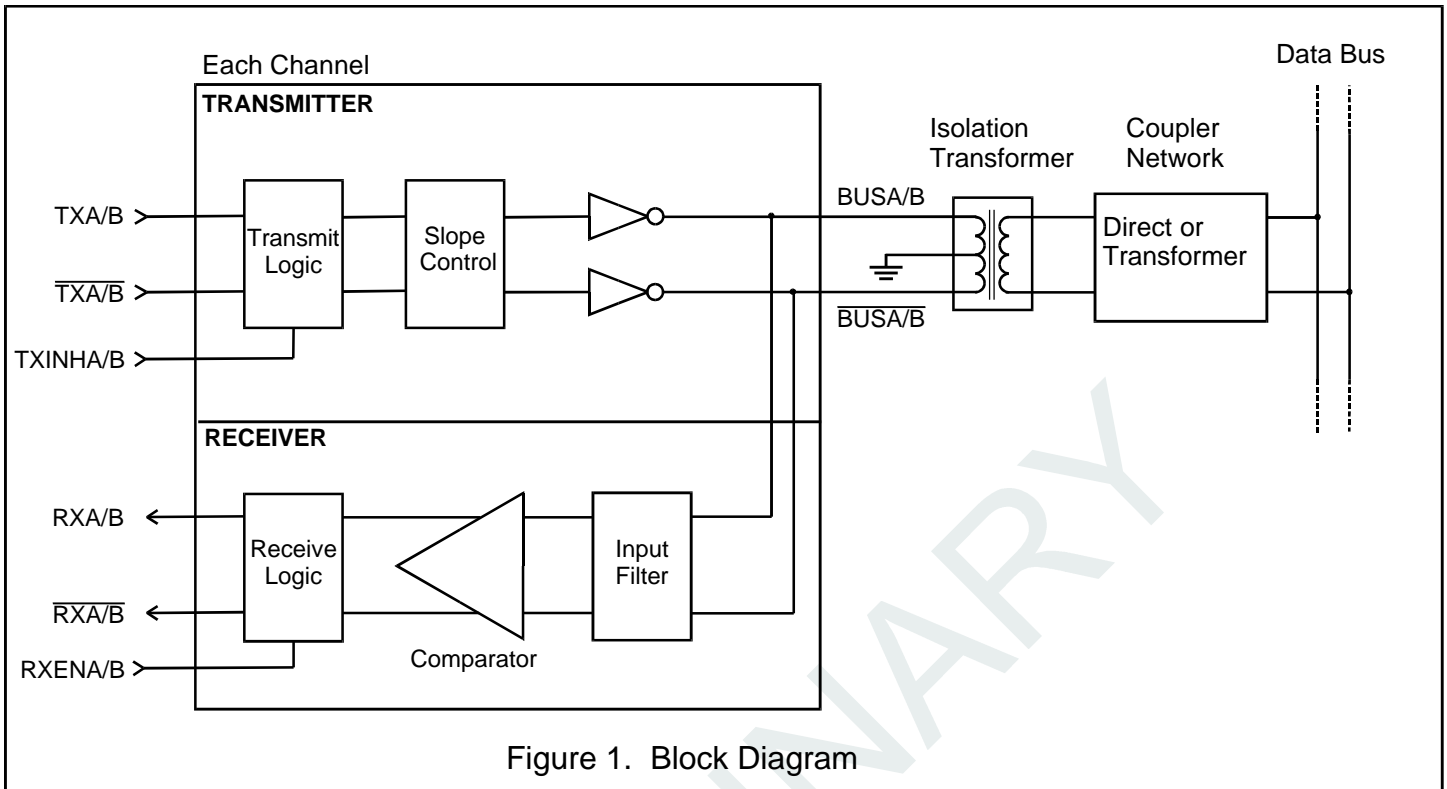 Each Channel
Data Bus
TRANSMITTER
Isolation
Transformer
Coupler
Network
TXA/B
TXA/B
TXINHA/B
Transmit
Logic
Slope
Control
BUSA/B
BUSA/B
Direct or
Transformer
RECEIVER
RXA/B
RXA/B
RXENA/B
Receive
Logic
Comparator
Input
Filter
Figure 1. Block Diagram
INARY